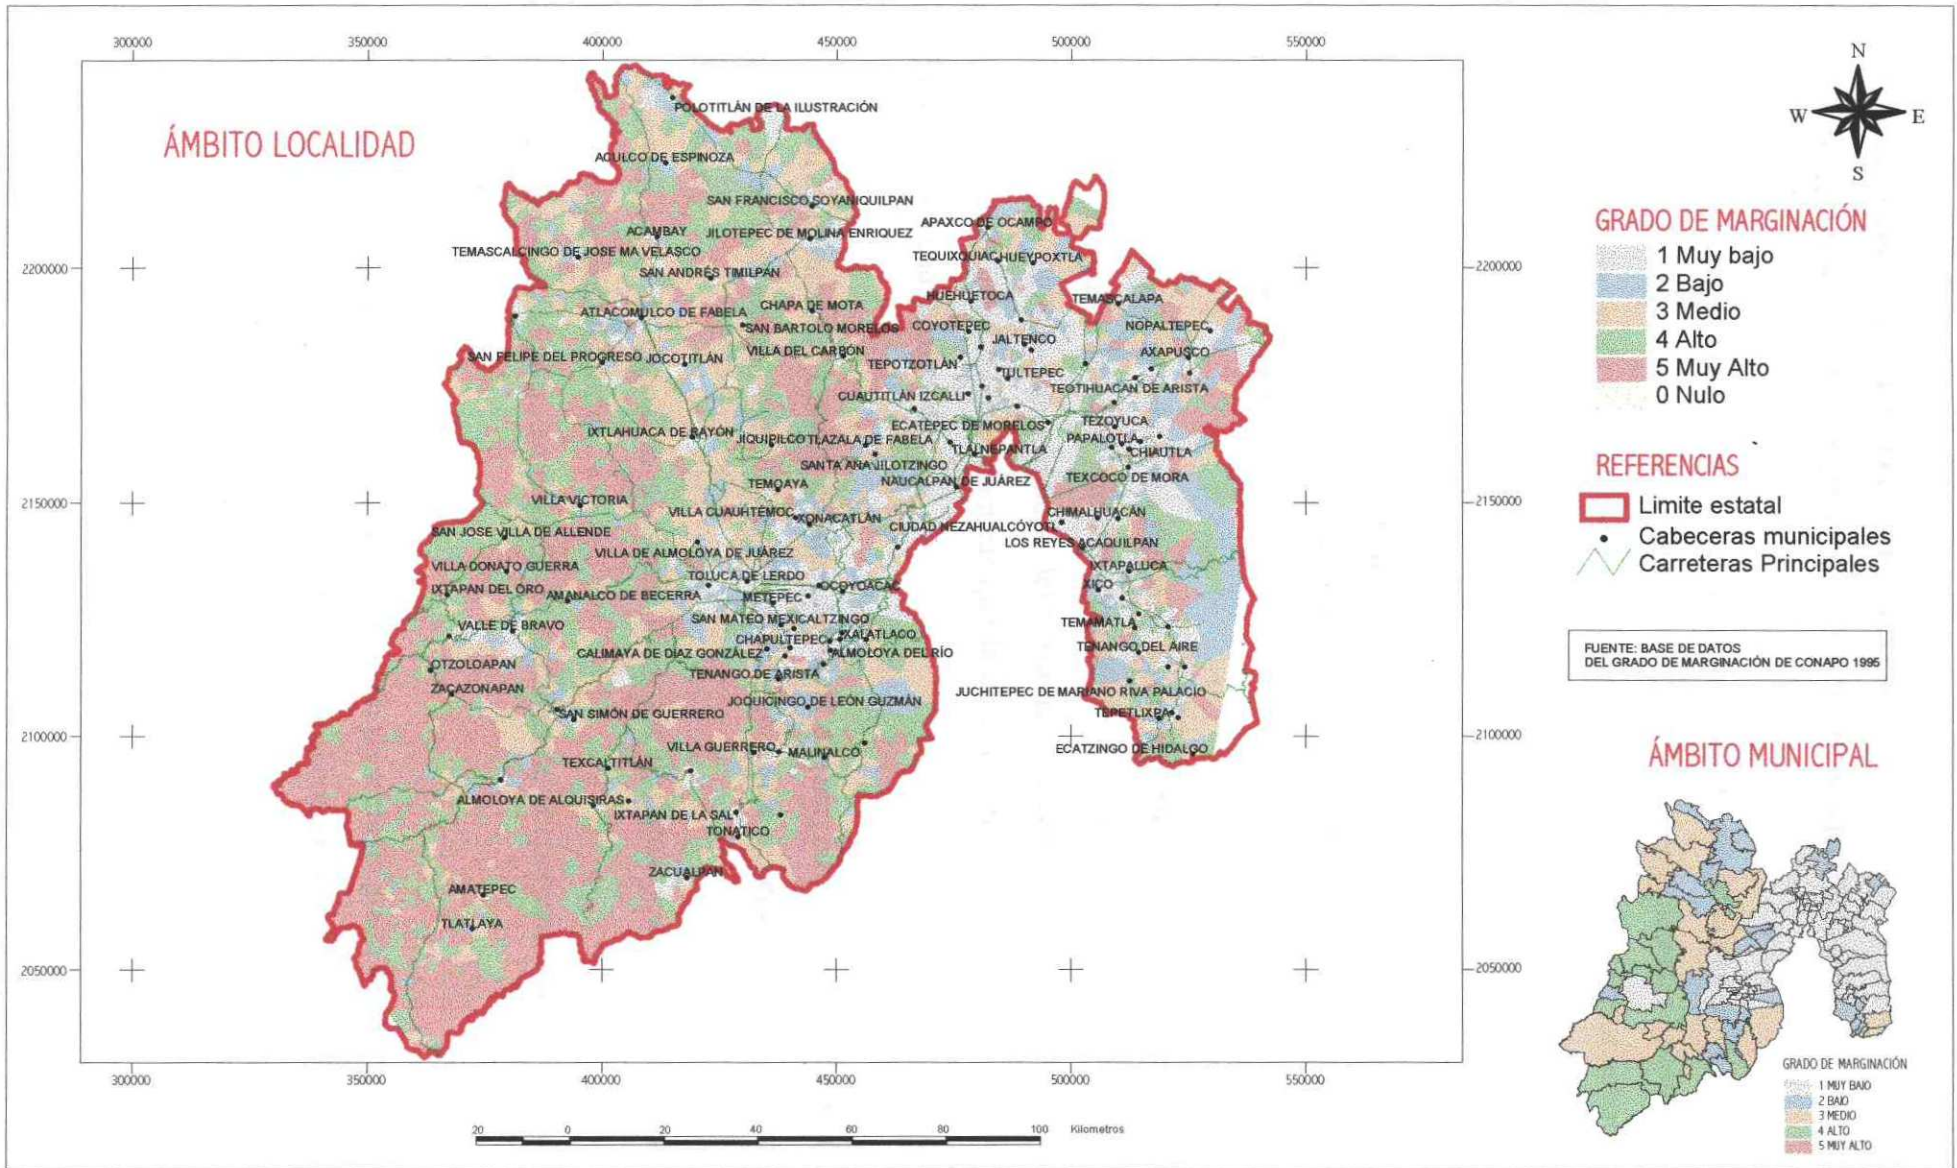 300000 350000 400000 450000 500000 550000
ÁMBITO LOCALIDAD
POLOTITLÁN DE LA ILUSTRACIÓN
ACULCO DE ESPINOZA
SAN FRANCISCO SOYANIQUILPAN
ACAMBAY
JILOTEPEC DE MOLINA ENRIQUEZ
TEMASCALCINGO DE JOSE MA VELASCO
SAN ANDRÉS TIMILPAN
APAXCO DE OCAMPO
TEQUIXQUIAC
HUEYPOXTLA
2200000
2200000
HUEHUETOCA
TEMASCALAPA
CHAPA DE MOTA
ATLACOMULCO DE FABELA
SAN BARTOLO MORELOS
COYOTEPEC
NOPALTEPEC
JALTENCO
VILLA DEL CARBÓN
AXAPUSCO
SAN FELIPE DEL PROGRESO
JOCOTITLÁN
TEPOTZOTLÁN
TULTEPEC
TEOTIHUACAN DE ARISTA
CUAUTITLÁN IZCALLI
ECATEPEC DE MORELOS
TEZOYUCA
IXTLAHUACA DE RAYÓN
JIQUIPILCO
TLAZALA DE FABELA
PAPALOTLA
TLALNEPANTLA
CHIAUTLA
SANTA ANA JILOTZINGO
TEXCOCO DE MORA
TEMOAYA
NAUCALPAN DE JUÁREZ
VILLA VICTORIA
2150000
2150000
VILLA CUAUHTÉMOC
XONACATLÁN
CHIMALHUACÁN
CIUDAD NEZAHUALCÓYOTL
SAN JOSE VILLA DE ALLENDE
LOS REYES ACAQUILPAN
VILLA DE ALMOLOYA DE JUÁREZ
VILLA DONATO GUERRA
IXTAPALUCA
TOLUCA DE LERDO
OCOYOACAC
XICO
IXTAPAN DEL ORO
AMANALCO DE BECERRA
METEPEC
SAN MATEO MEXICALTZINGO
TEMAMATLA
VALLE DE BRAVO
CHAPULTEPEC
XALATLACO
TENANGO DEL AIRE
CALIMAYA DE DÍAZ GONZÁLEZ
ALMOLOYA DEL RÍO
OTZOLOAPAN
TENANGO DE ARISTA
ZACAZONAPAN
JUCHITEPEC DE MARIANO RIVA PALACIO
JOQUICINGO DE LEÓN GUZMÁN
SAN SIMÓN DE GUERRERO
TEPETLIXPA
2100000
2100000
VILLA GUERRERO
MALINALCO
ECATZINGO DE HIDALGO
TEXCALTITLÁN
ALMOLOYA DE ALQUISIRAS
IXTAPAN DE LA SAL
TONATICO
ZACUALPAN
AMATEPEC
TLATLAYA
2050000
2050000
300000 350000 400000 450000 500000 550000
20 0 20 40 60 80 100 Kilometros
N
W E
S
GRADO DE MARGINACIÓN
1 Muy bajo
2 Bajo
3 Medio
4 Alto
5 Muy Alto
0 Nulo
REFERENCIAS
Limite estatal
Cabeceras municipales
Carreteras Principales
FUENTE: BASE DE DATOS
DEL GRADO DE MARGINACIÓN DE CONAPO 1995
ÁMBITO MUNICIPAL
GRADO DE MARGINACIÓN
1 MUY BAJO
2 BAJO
3 MEDIO
4 ALTO
5 MUY ALTO